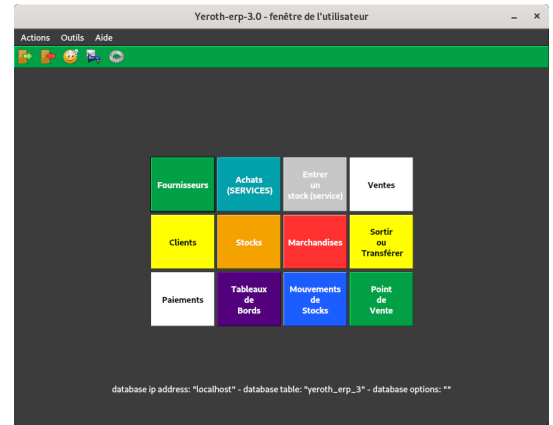 Yeroth-erp-3.0 - fenêtre de l'utilisateur
Actions Outils Aide
Fournisseurs
Achats
(SERVICES)
Entrer
un
stock (service)
Ventes
Clients
Stocks
Marchandises
Sortir
ou
Transférer
Paiements
Tableaux
de
Bords
Mouvements
de
Stocks
Point
de
Vente
database ip address: "localhost" - database table: "yeroth_erp_3" - database options: ""